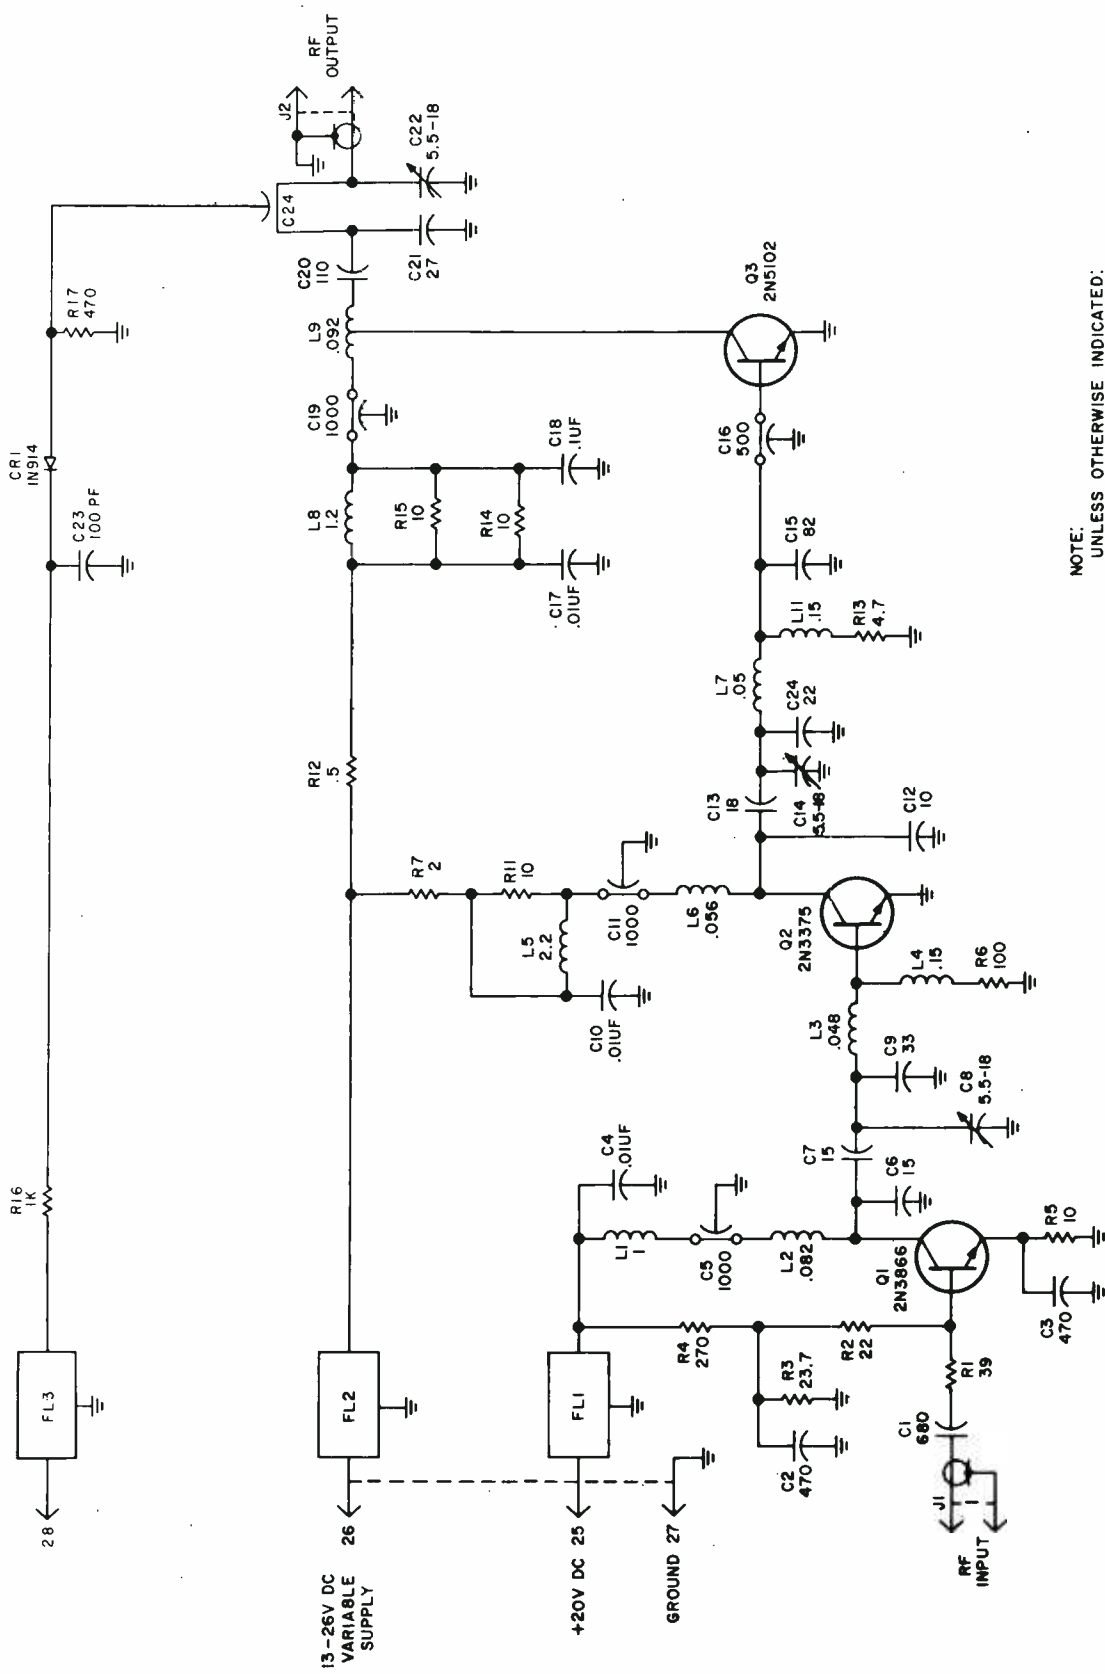 28
FL3
R16
1K
C23
100 PF
CR1
1N914
R17
470
13-26V DC
VARIABLE
SUPPLY
26
FL2
R12
.5
L8
1.2
R15
10
R14
10
C17
.01UF
C18
.1UF
C19
1000
L9
.092
C20
110
C21
27
C24
C22
5.5-18
J2
RF
OUTPUT
R7
2
R11
10
L5
2.2
C10
.01UF
C11
1000
L6
.056
+20V DC 25
FL1
GROUND 27
C4
.01UF
L1
1
C5
1000
L2
.082
R4
270
R3
23.7
C2
470
R2
22
RF
INPUT
J1
C1
680
R1
39
Q1
2N3866
C3
470
R5
10
C6
15
C7
15
C8
5.5-18
C9
33
L3
.048
L4
.15
R6
100
Q2
2N3375
C12
10
C13
18
C14
5.5-18
C24
22
L7
.05
L11
.15
R13
4.7
C15
82
C16
500
Q3
2N5102
NOTE:
UNLESS OTHERWISE INDICATED: